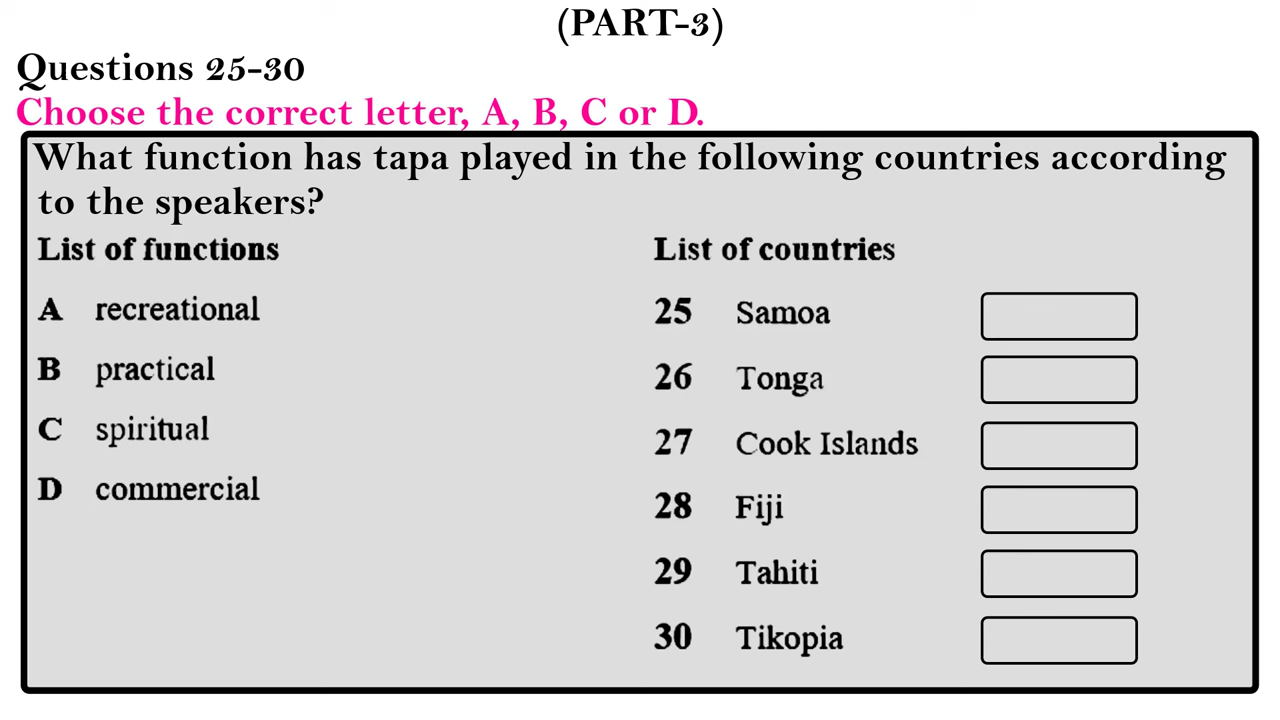 (PART-3)
Questions 25-30
Choose the correct letter, A, B, C or D.
What function has tapa played in the following countries according
to the speakers?
List of functions
A recreational
B practical
C spiritual
D commercial
List of countries
25 Samoa
26 Tonga
27 Cook Islands
28 Fiji
29 Tahiti
30 Tikopia